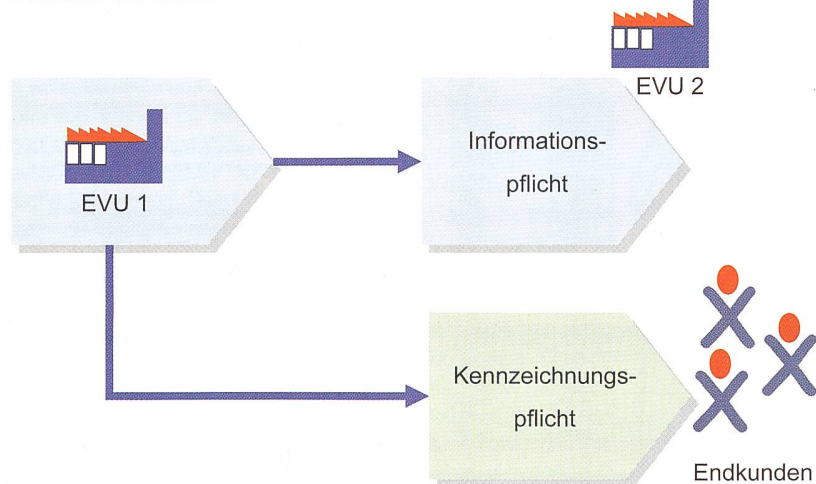 EVU 2
Informations-
pflicht
EVU 1
Kennzeichnungs-
pflicht
Endkunden